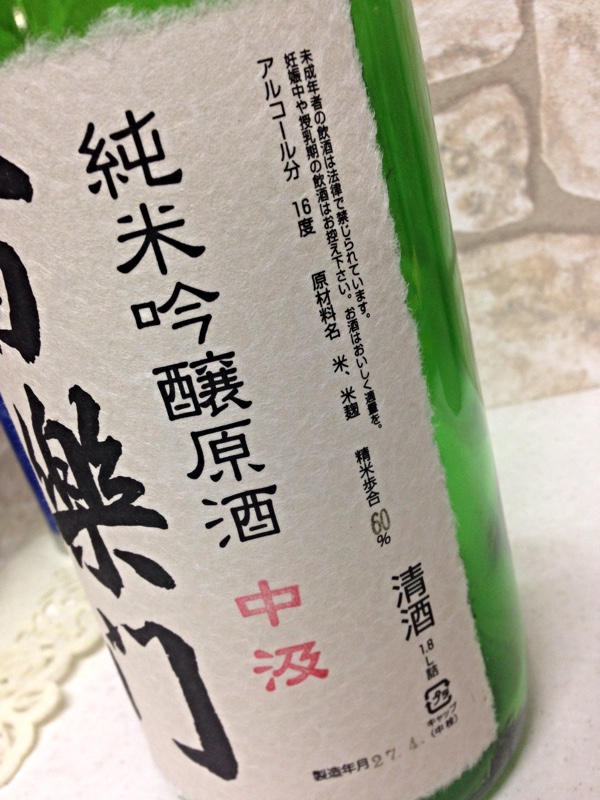 未成年者の飲酒は法律で禁じられています。
妊娠中や授乳期の飲酒はお控え下さい。お酒はおいしく適量を。
アルコール分 16度 原材料名 米、米麹 精米歩合 60%
清酒 1.8L詰
キャップ
(中栓)
純米吟醸原酒 中汲
製造年月 27.4.
樂門